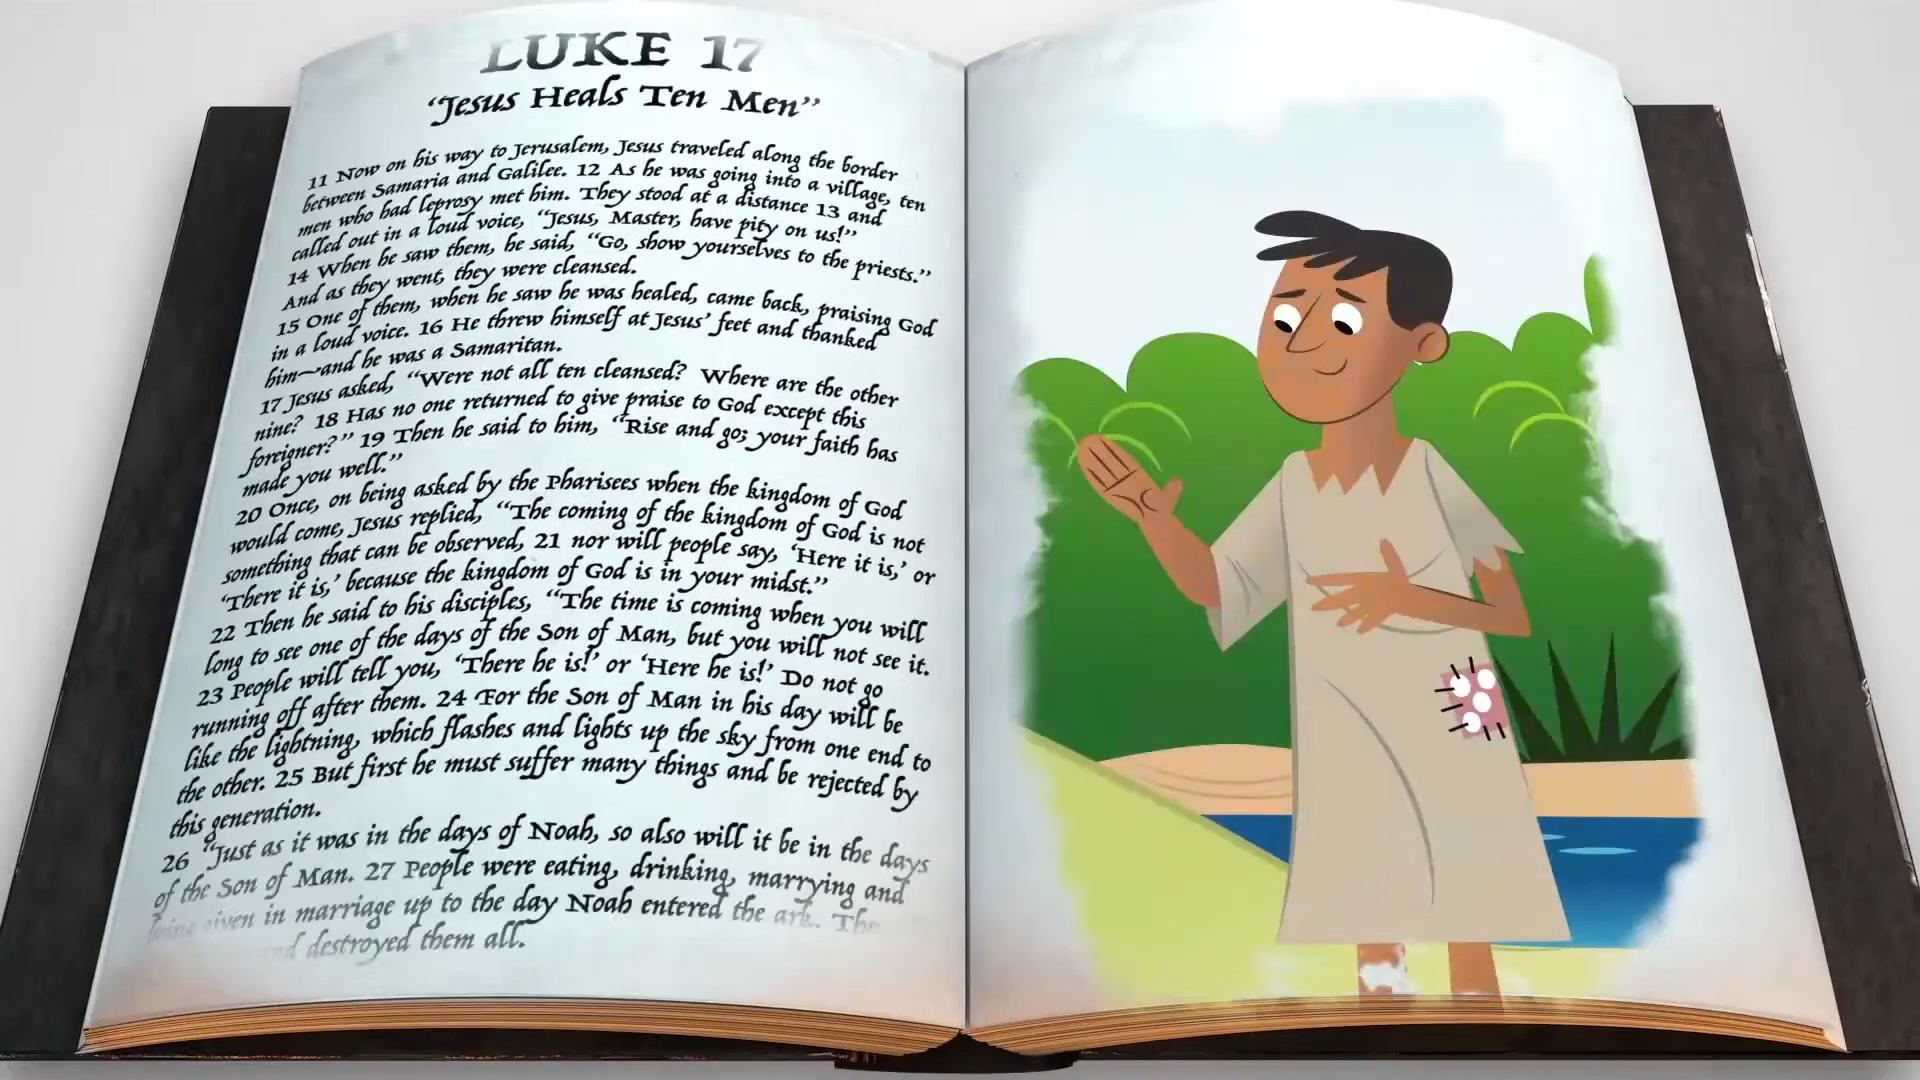 LUKE 17
“Jesus Heals Ten Men”
11 Now on his way to Jerusalem, Jesus traveled along the border
between Samaria and Galilee. 12 As he was going into a village, ten
men who had leprosy met him. They stood at a distance 13 and
called out in a loud voice, “Jesus, Master, have pity on us!”
14 When he saw them, he said, “Go, show yourselves to the priests.”
And as they went, they were cleansed.
15 One of them, when he saw he was healed, came back, praising God
in a loud voice. 16 He threw himself at Jesus’ feet and thanked
him—and he was a Samaritan.
17 Jesus asked, “Were not all ten cleansed? Where are the other
nine? 18 Has no one returned to give praise to God except this
foreigner?” 19 Then he said to him, “Rise and go; your faith has
made you well.”
20 Once, on being asked by the Pharisees when the kingdom of God
would come, Jesus replied, “The coming of the kingdom of God is not
something that can be observed, 21 nor will people say, ‘Here it is,’ or
‘There it is,’ because the kingdom of God is in your midst.”
22 Then he said to his disciples, “The time is coming when you will
long to see one of the days of the Son of Man, but you will not see it.
23 People will tell you, ‘There he is!’ or ‘Here he is!’ Do not go
running off after them. 24 For the Son of Man in his day will be
like the lightning, which flashes and lights up the sky from one end to
the other. 25 But first he must suffer many things and be rejected by
this generation.
26 “Just as it was in the days of Noah, so also will it be in the days
of the Son of Man. 27 People were eating, drinking, marrying and
being given in marriage up to the day Noah entered the ark. The
destroyed them all.